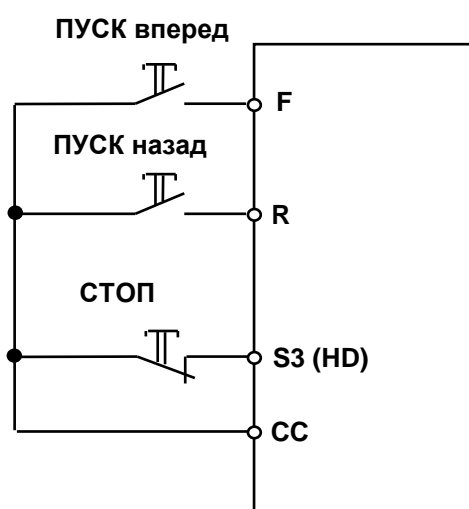 ПУСК вперед
F
ПУСК назад
R
СТОП
S3 (HD)
CC